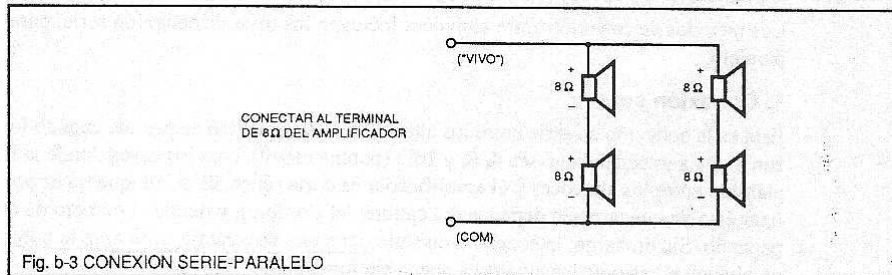 ("VIVO")
+
+
8 Ω
8 Ω
–
–
CONECTAR AL TERMINAL
DE 8Ω DEL AMPLIFICADOR
+
+
8 Ω
8 Ω
–
–
(COM)
Fig. b-3 CONEXION SERIE-PARALELO